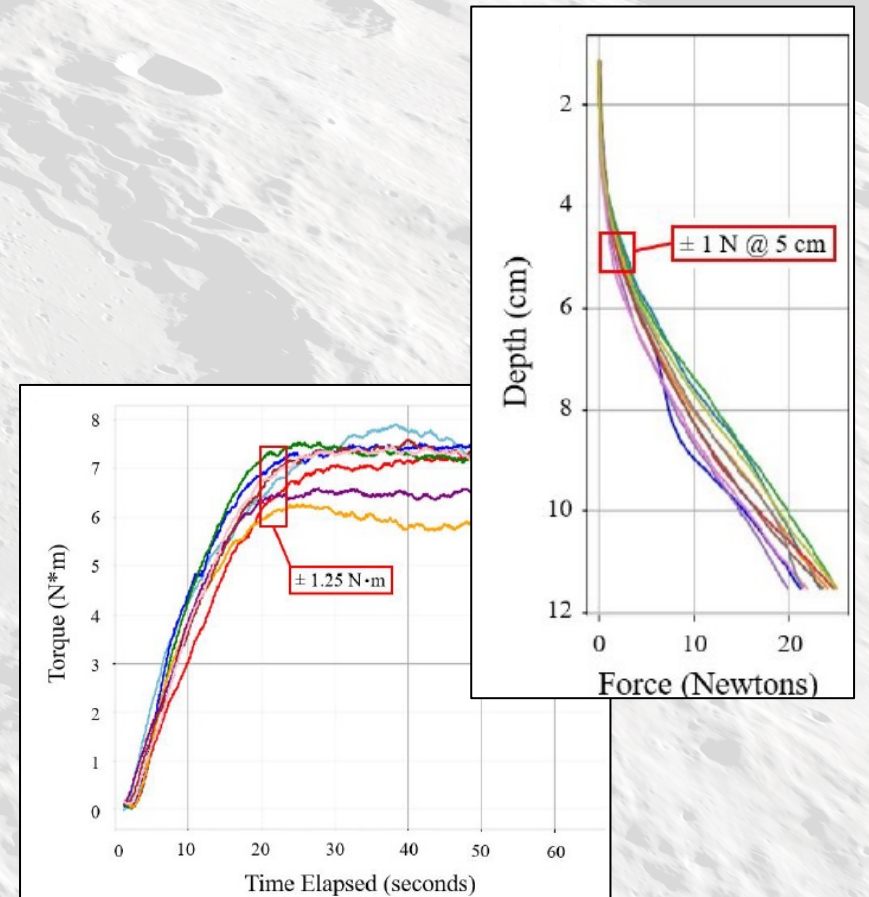 2
4
± 1 N @ 5 cm
6
8
10
12
Depth (cm)
0 10 20
Force (Newtons)
8
7
6
5
4
3
2
1
0
Torque (N*m)
± 1.25 N•m
0 10 20 30 40 50 60
Time Elapsed (seconds)